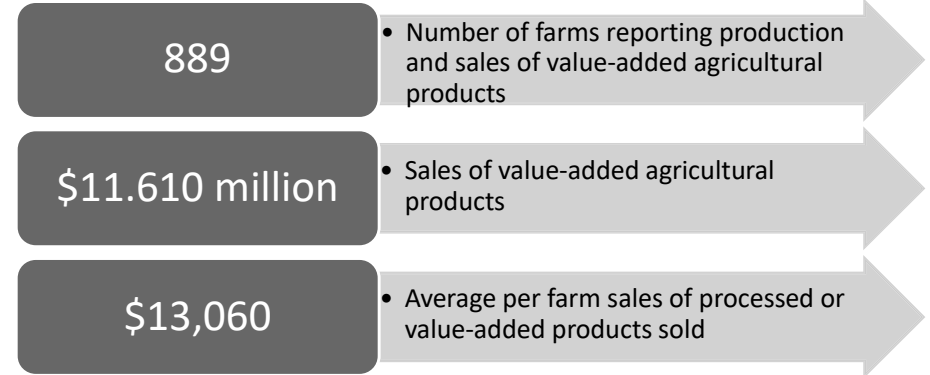 889
• Number of farms reporting production
and sales of value-added agricultural
products
$11.610 million
• Sales of value-added agricultural
products
$13,060
• Average per farm sales of processed or
value-added products sold